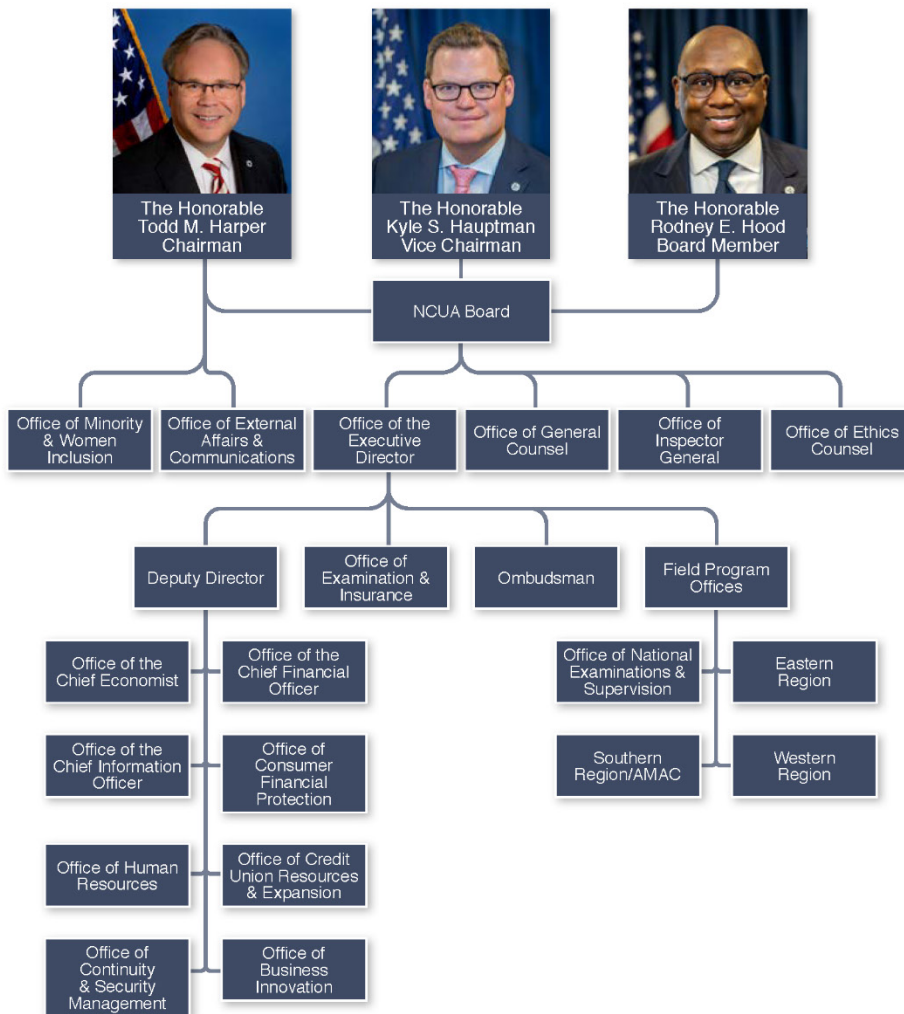 The Honorable
Todd M. Harper
Chairman
The Honorable
Kyle S. Hauptman
Vice Chairman
The Honorable
Rodney E. Hood
Board Member
NCUA Board
Office of Minority
& Women
Inclusion
Office of External
Affairs &
Communications
Office of the
Executive
Director
Office of General
Counsel
Office of
Inspector
General
Office of Ethics
Counsel
Deputy Director
Office of
Examination &
Insurance
Ombudsman
Field Program
Offices
Office of the
Chief Economist
Office of the
Chief Financial
Officer
Office of National
Examinations &
Supervision
Eastern
Region
Office of the
Chief Information
Officer
Office of
Consumer
Financial
Protection
Southern
Region/AMAC
Western
Region
Office of Human
Resources
Office of Credit
Union Resources
& Expansion
Office of
Continuity
& Security
Management
Office of
Business
Innovation